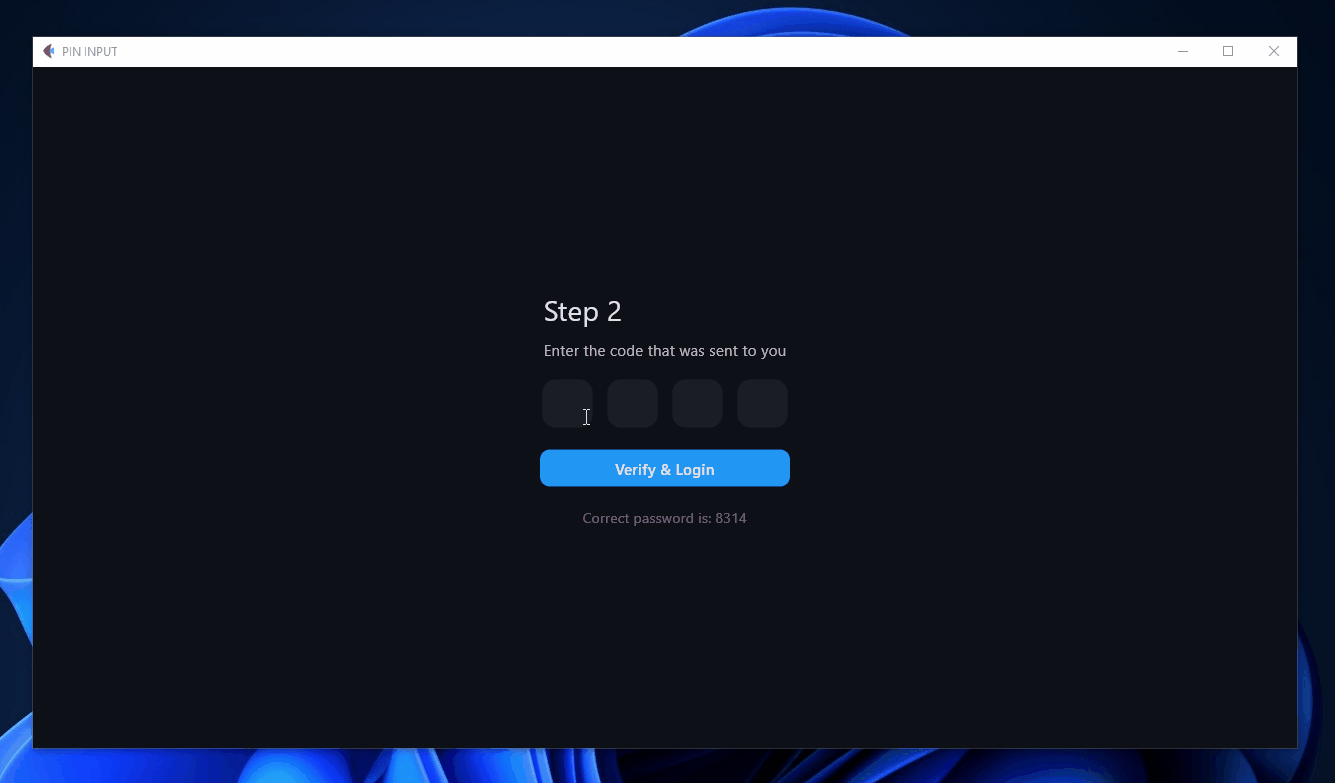 PIN INPUT
Step 2
Enter the code that was sent to you
Verify & Login
Correct password is: 8314